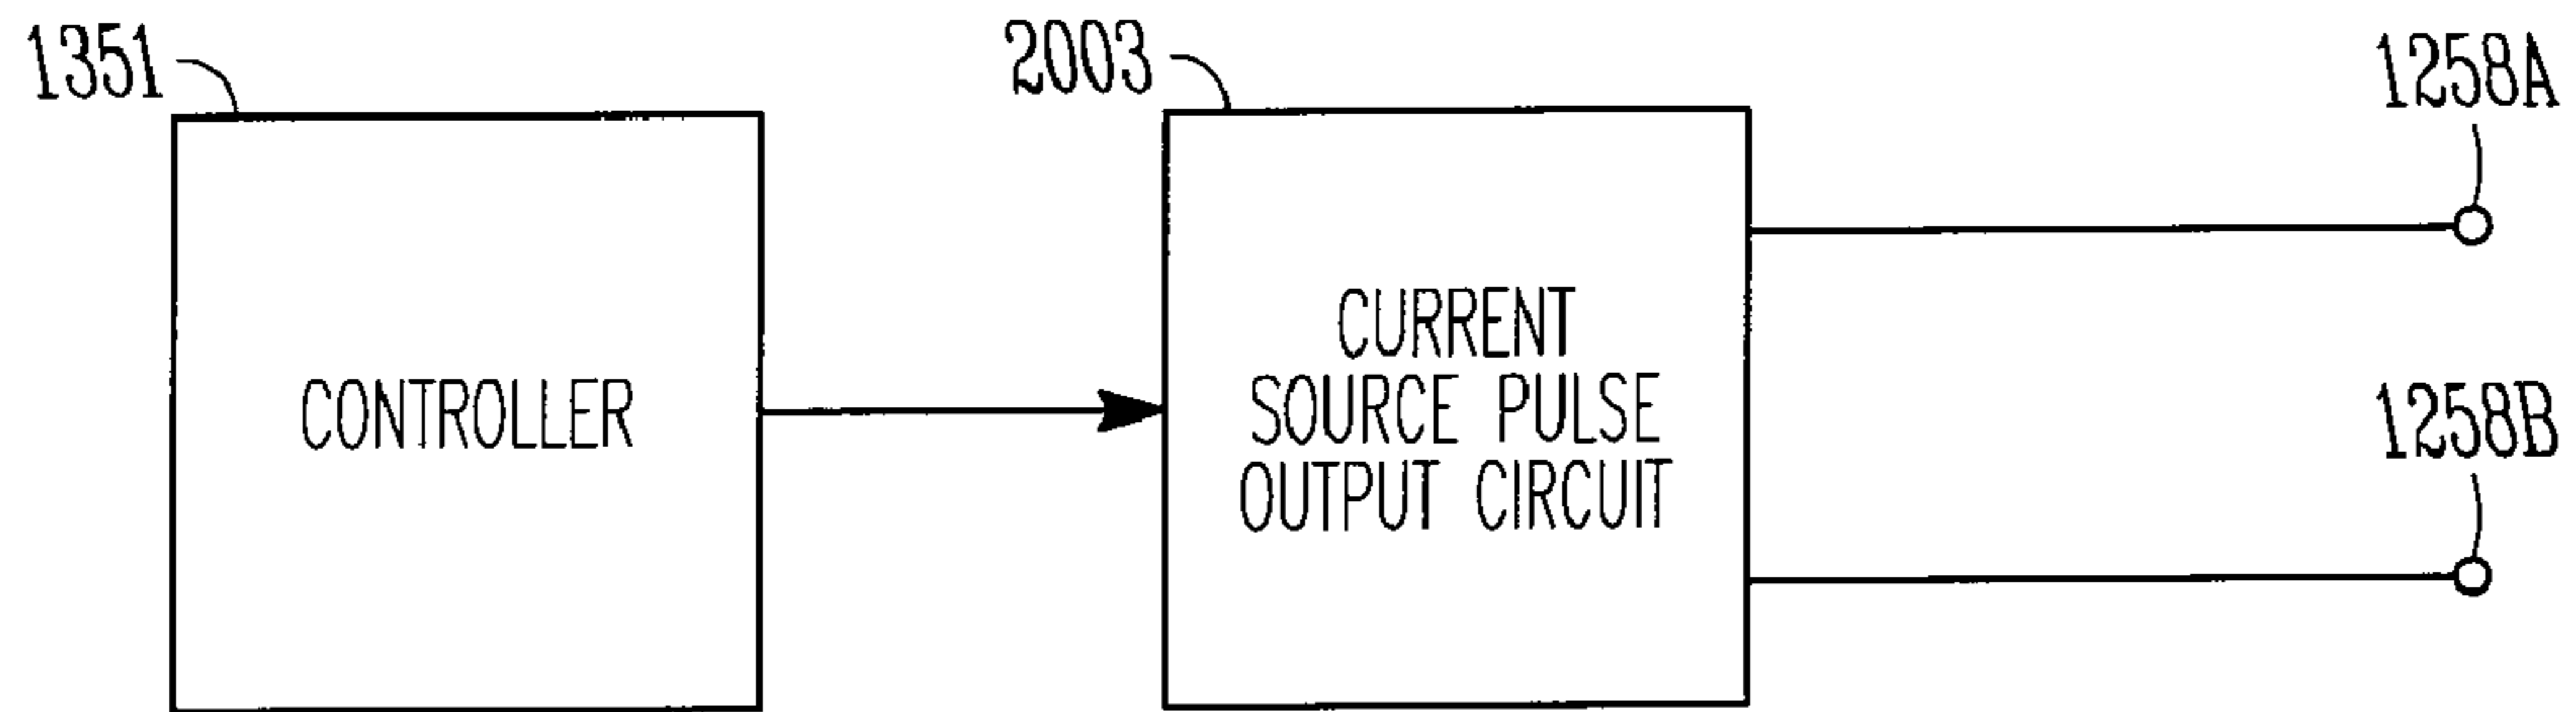 1351
2003
1258A
CONTROLLER
CURRENT
SOURCE PULSE
OUTPUT CIRCUIT
1258B